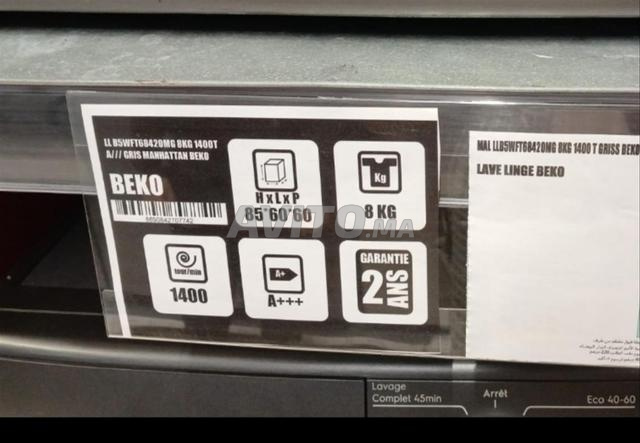 LL B5WFT68420MG 8KG 1400T
A/// GRIS MANHATTAN BEKO
BEKO
8690842707742
HxLxP
85*60*60
Kg
8 KG
tour/min
1400
A+
A+++
GARANTIE
2 ANS
MAL LLB5WFT68420MG 8KG 1400 T GRISS BEKO
LAVE LINGE BEKO
AVITO.ma
Lavage
Complet 45min
Arrêt
Eco 40-60